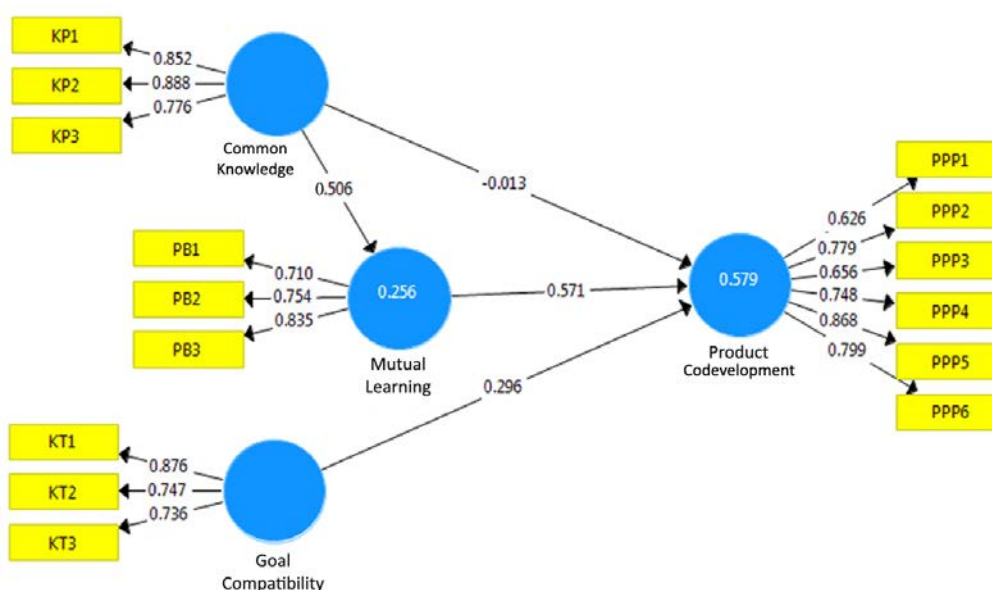 KP1
0.852
KP2
0.888
KP3
0.776
Common
Knowledge
0.506
-0.013
PB1
0.710
PB2
0.754
PB3
0.835
0.256
Mutual
Learning
0.571
0.296
KT1
0.876
KT2
0.747
KT3
0.736
Goal
Compatibility
0.579
Product
Codevelopment
PPP1
0.626
PPP2
0.779
PPP3
0.656
PPP4
0.748
PPP5
0.868
PPP6
0.799